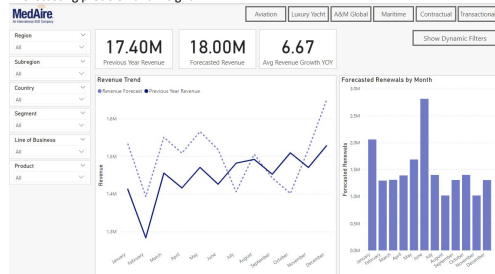 MedAire
An International SOS Company
Aviation
Luxury Yacht
A&M Global
Maritime
Contractual
Transactional
Region
All
Subregion
All
Country
All
Segment
All
Line of Business
All
Product
All
17.40M
Previous Year Revenue
18.00M
Forecasted Revenue
6.67
Avg Revenue Growth YOY
Show Dynamic Filters
Revenue Trend
Revenue Forecast
Previous Year Revenue
Revenue
1.6M
1.4M
1.3M
January
February
March
April
May
June
July
August
September
October
November
December
Forecasted Renewals by Month
Forecasted Renewals
3.0M
2.5M
2.0M
1.5M
1.0M
0.5M
0.0M
January
February
March
April
May
June
July
August
September
October
November
December